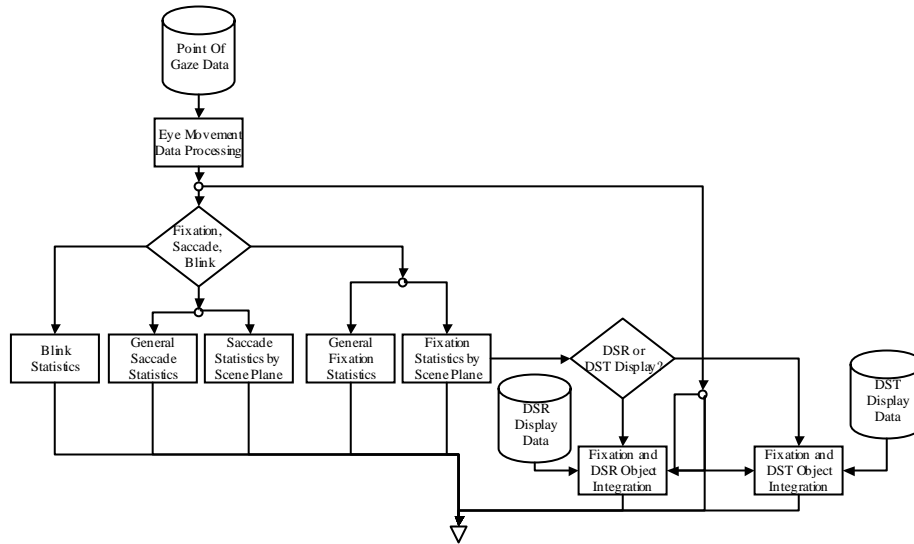 Point Of
Gaze Data
Eye Movement
Data Processing
Fixation,
Saccade,
Blink
Blink
Statistics
General
Saccade
Statistics
Saccade
Statistics by
Scene Plane
General
Fixation
Statistics
Fixation
Statistics by
Scene Plane
DSR or
DST Display?
DSR
Display
Data
DST
Display
Data
Fixation and
DSR Object
Integration
Fixation and
DST Object
Integration